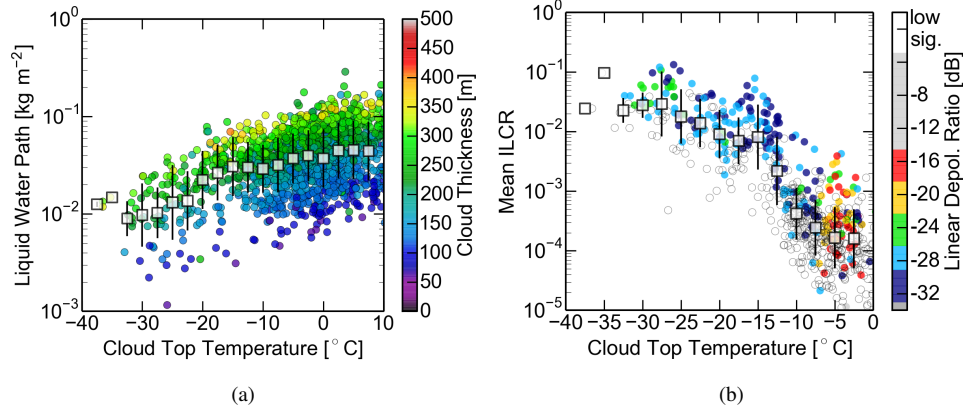 10^0
10^-1
10^-2
10^-3
Liquid Water Path [kg m^-2]
−40 −30 −20 −10 0 10
Cloud Top Temperature [°C]
500
450
400
350
300
250
200
150
100
50
0
Cloud Thickness [m]
(a)
10^0
10^-1
10^-2
10^-3
10^-4
10^-5
Mean ILCR
−40 −35 −30 −25 −20 −15 −10 −5 0
Cloud Top Temperature [°C]
low
sig.
-8
-12
-16
-20
-24
-28
-32
Linear Depol. Ratio [dB]
(b)